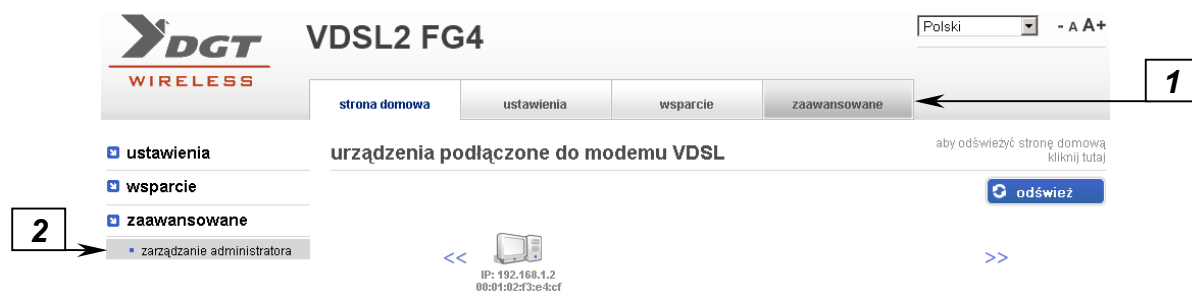 DGT
WIRELESS
VDSL2 FG4
Polski
- A A+
1
strona domowa ustawienia wsparcie zaawansowane
ustawienia
urządzenia podłączone do modemu VDSL
aby odświeżyć stronę domową
kliknij tutaj
wsparcie
odśwież
zaawansowane
2
zarządzanie administratora
<<
>>
IP: 192.168.1.2
00:01:02:f3:e4:cf